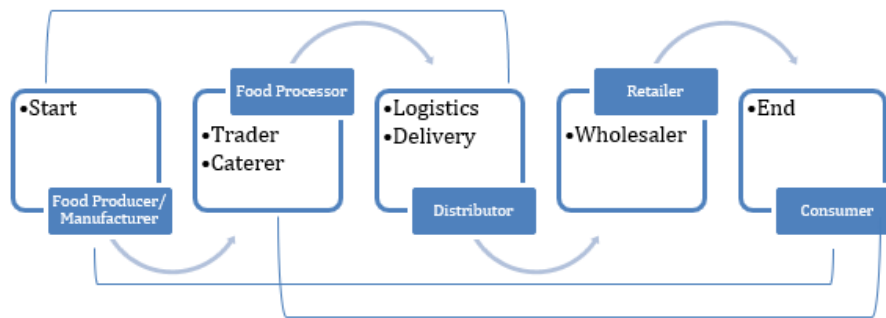 •Start
Food Producer/
Manufacturer
Food Processor
•Trader
•Caterer
•Logistics
•Delivery
Distributor
Retailer
•Wholesaler
•End
Consumer